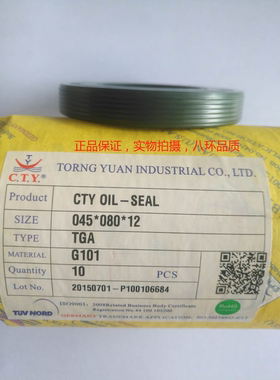 正品保证，实物拍摄，八环品质
C.T.Y.
TORNG YUAN INDUSTRIAL CO., LTD.
Product CTY OIL-SEAL
SIZE 045*080*12
TYPE TGA
MATERIAL G101
Quantity 10 PCS
Lot No. 20150701-P100106684
TUV NORD